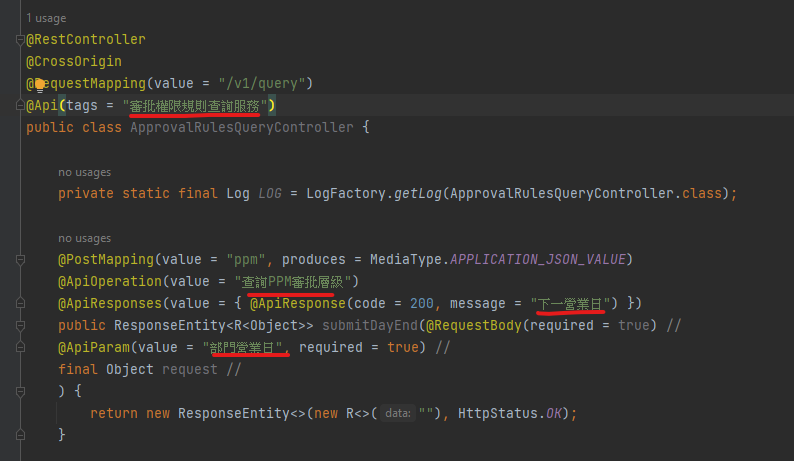 1 usage
@RestController
@CrossOrigin
@RequestMapping(value = "/v1/query")
@Api(tags = "審批權限規則查詢服務")
public class ApprovalRulesQueryController {
no usages
private static final Log LOG = LogFactory.getLog(ApprovalRulesQueryController.class);
no usages
@PostMapping(value = "ppm", produces = MediaType.APPLICATION_JSON_VALUE)
@ApiOperation(value = "查詢PPM審批層級")
@ApiResponses(value = { @ApiResponse(code = 200, message = "下一營業日") })
public ResponseEntity<R<Object>> submitDayEnd(@RequestBody(required = true) //
@ApiParam(value = "部門營業日", required = true) //
final Object request //
) {
return new ResponseEntity<>(new R<>( data: ""), HttpStatus.OK);
}